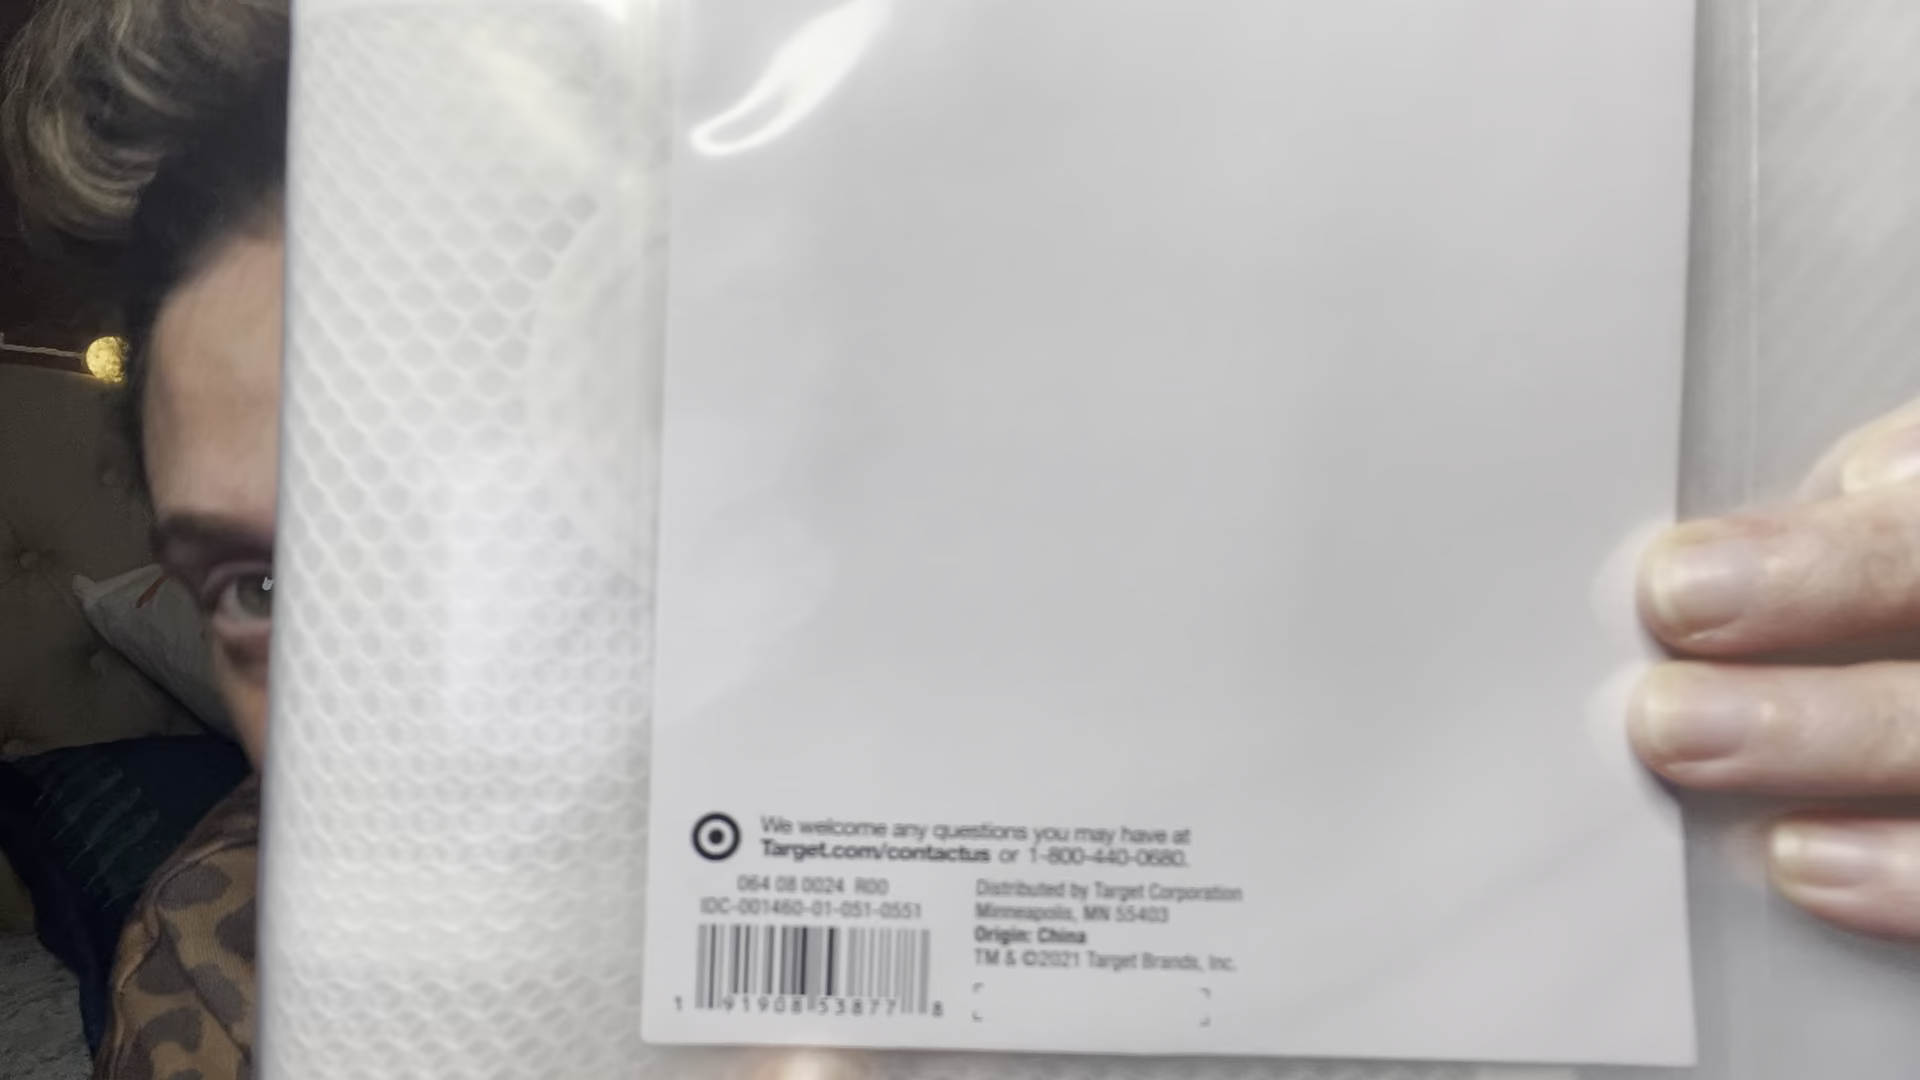 We welcome any questions you may have at
Target.com/contactus or 1-800-440-0680.
064 08 0024 R00
IDC-001460-01-051-0551
1 91908 53877 8
Distributed by Target Corporation
Minneapolis, MN 55403
Origin: China
TM & ©2021 Target Brands, Inc.